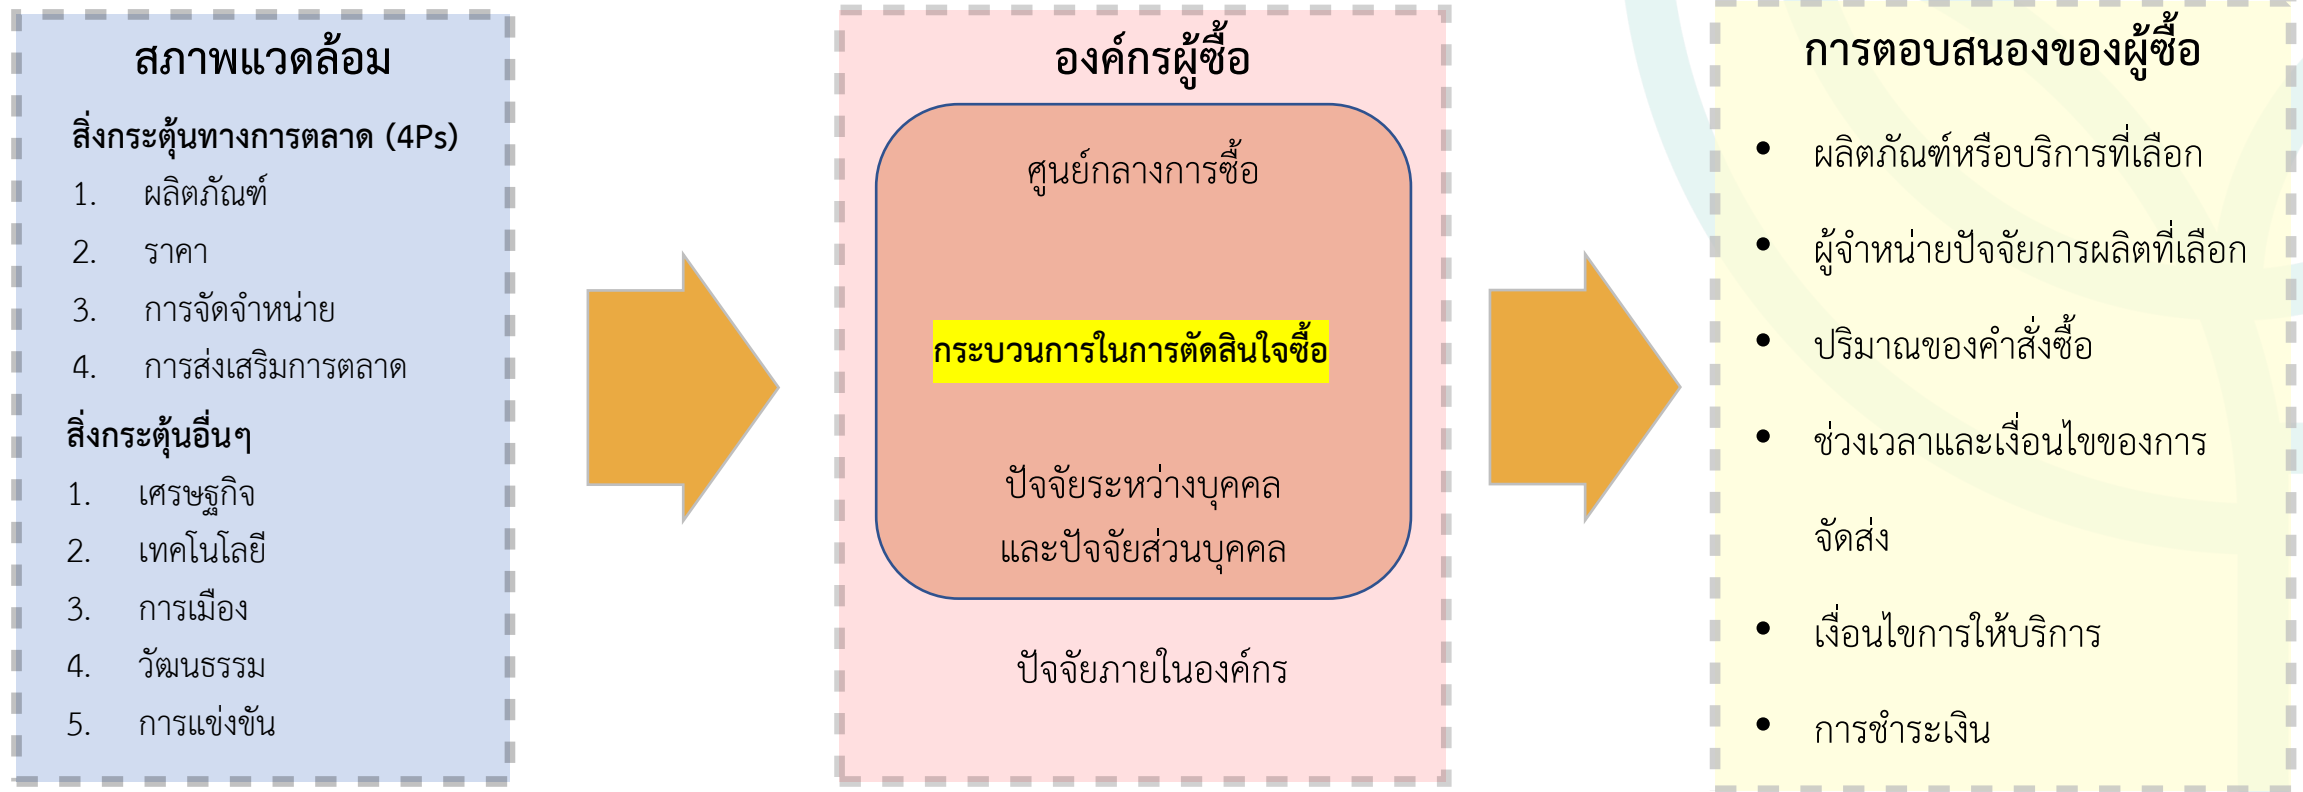 สภาพแวดล้อม
สิ่งกระตุ้นทางการตลาด (4Ps)
1. ผลิตภัณฑ์
2. ราคา
3. การจัดจำหน่าย
4. การส่งเสริมการตลาด
สิ่งกระตุ้นอื่นๆ
1. เศรษฐกิจ
2. เทคโนโลยี
3. การเมือง
4. วัฒนธรรม
5. การแข่งขัน
องค์กรผู้ซื้อ
ศูนย์กลางการซื้อ
กระบวนการในการตัดสินใจซื้อ
ปัจจัยระหว่างบุคคล
และปัจจัยส่วนบุคคล
ปัจจัยภายในองค์กร
การตอบสนองของผู้ซื้อ
• ผลิตภัณฑ์หรือบริการที่เลือก
• ผู้จำหน่ายปัจจัยการผลิตที่เลือก
• ปริมาณของคำสั่งซื้อ
• ช่วงเวลาและเงื่อนไขของการ
จัดส่ง
• เงื่อนไขการให้บริการ
• การชำระเงิน